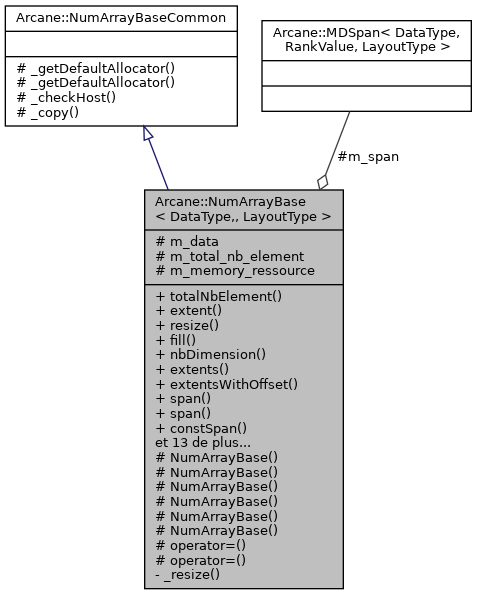 Arcane::NumArrayBaseCommon
# _getDefaultAllocator()
# _getDefaultAllocator()
# _checkHost()
# _copy()
Arcane::MDSpan< DataType,
RankValue, LayoutType >
#m_span
Arcane::NumArrayBase
< DataType,, LayoutType >
# m_data
# m_total_nb_element
# m_memory_ressource
+ totalNbElement()
+ extent()
+ resize()
+ fill()
+ nbDimension()
+ extents()
+ extentsWithOffset()
+ span()
+ span()
+ constSpan()
et 13 de plus...
# NumArrayBase()
# NumArrayBase()
# NumArrayBase()
# NumArrayBase()
# NumArrayBase()
# NumArrayBase()
# operator=()
# operator=()
- _resize()